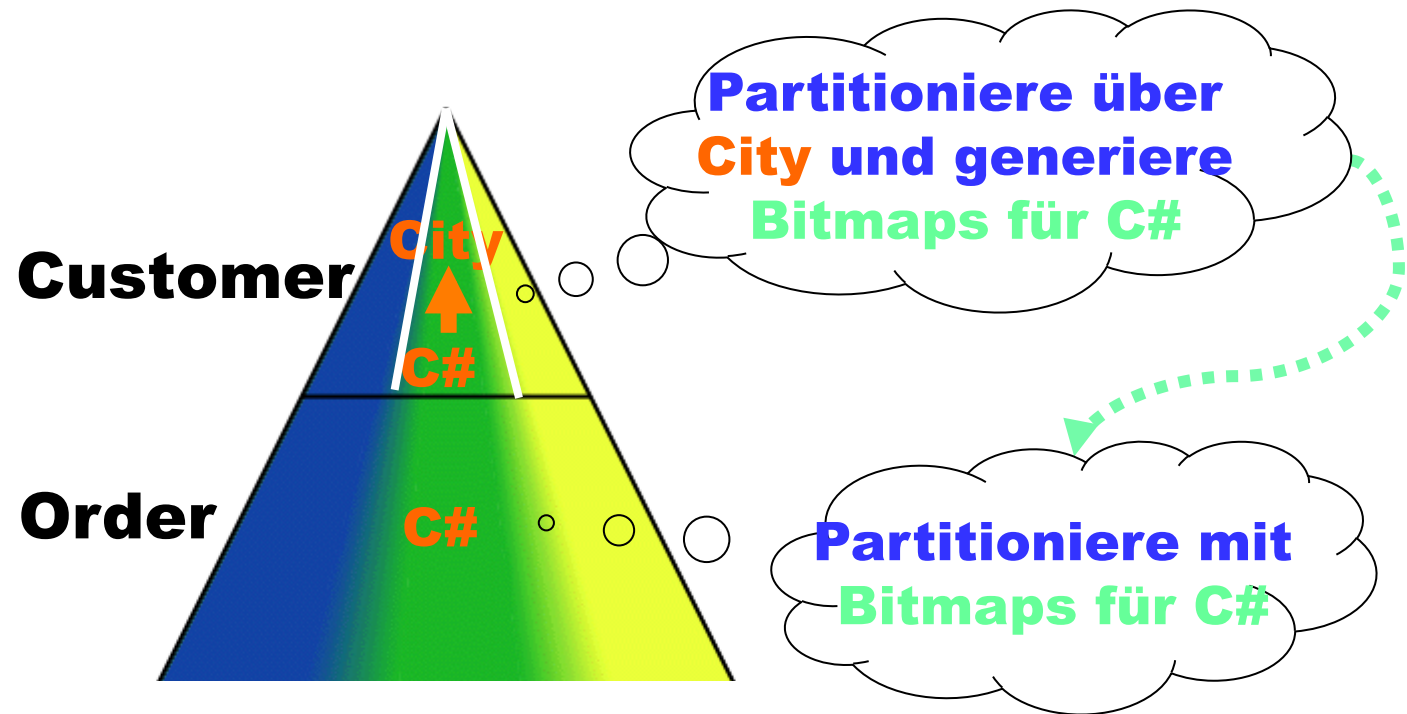 Partitioniere über
City und generiere
Bitmaps für C#
City
Customer
C#
Order
C#
Partitioniere mit
Bitmaps für C#